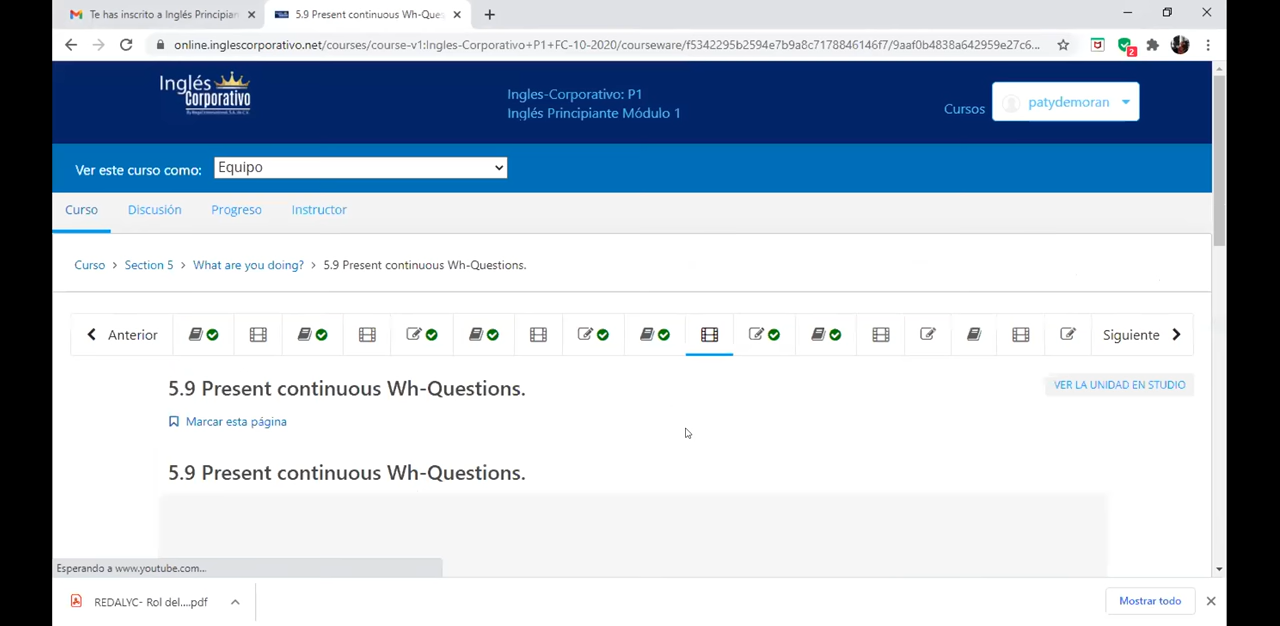 Te has inscrito a Inglés Principian
5.9 Present continuous Wh-Ques
online.inglescorporativo.net/courses/course-v1:Ingles-Corporativo+P1+FC-10-2020/courseware/f5342295b2594e7b9a8c7178846146f7/9aaf0b4838a642959e27c6...
2
Inglés
Corporativo
Ingles-Corporativo: P1
Inglés Principiante Módulo 1
Cursos
patydemoran
Ver este curso como:
Equipo
Curso
Discusión
Progreso
Instructor
Curso > Section 5 > What are you doing? > 5.9 Present continuous Wh-Questions.
Anterior
Siguiente
5.9 Present continuous Wh-Questions.
VER LA UNIDAD EN STUDIO
Marcar esta página
5.9 Present continuous Wh-Questions.
Esperando a www.youtube.com...
REDALYC- Rol del....pdf
Mostrar todo